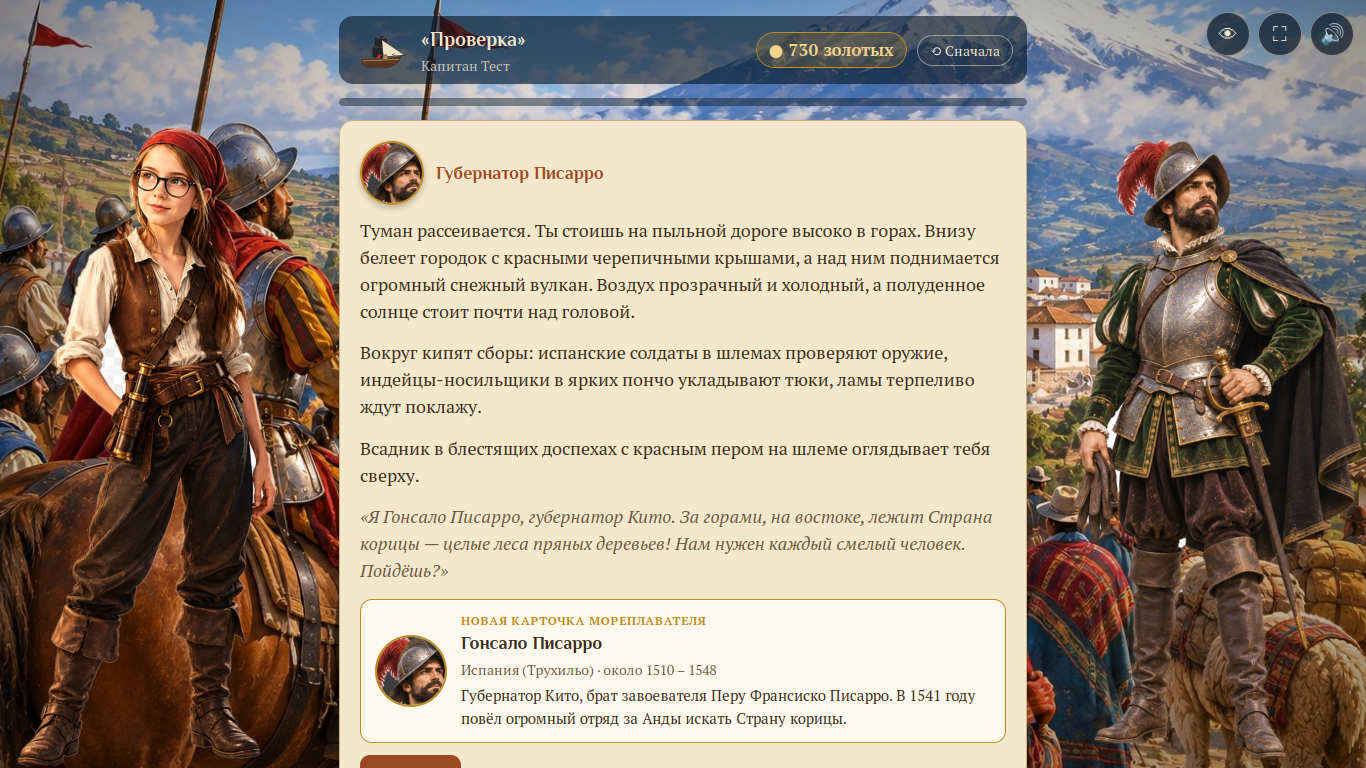 «Проверка»
Капитан Тест
730 золотых
⟲ Сначала
Губернатор Писарро
Туман рассеивается. Ты стоишь на пыльной дороге высоко в горах. Внизу
белеет городок с красными черепичными крышами, а над ним поднимается
огромный снежный вулкан. Воздух прозрачный и холодный, а полуденное
солнце стоит почти над головой.
Вокруг кипят сборы: испанские солдаты в шлемах проверяют оружие,
индейцы-носильщики в ярких пончо укладывают тюки, ламы терпеливо
ждут поклажу.
Всадник в блестящих доспехах с красным пером на шлеме оглядывает тебя
сверху.
«Я Гонсало Писарро, губернатор Кито. За горами, на востоке, лежит Страна
корицы — целые леса пряных деревьев! Нам нужен каждый смелый человек.
Пойдёшь?»
НОВАЯ КАРТОЧКА МОРЕПЛАВАТЕЛЯ
Гонсало Писарро
Испания (Трухильо) · около 1510 – 1548
Губернатор Кито, брат завоевателя Перу Франсиско Писарро. В 1541 году
повёл огромный отряд за Анды искать Страну корицы.